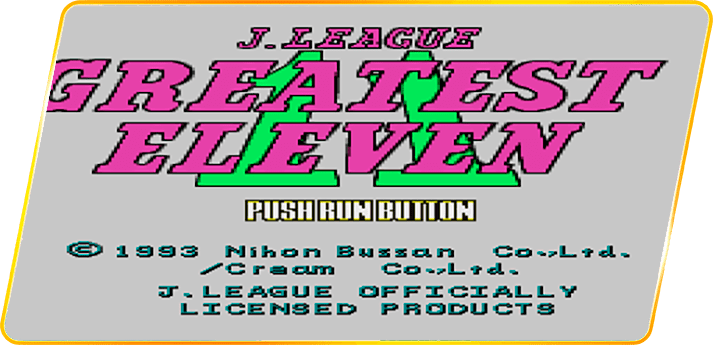 J.LEAGUE
GREATEST
ELEVEN
PUSH RUN BUTTON
© 1993 Nihon Bussan Co.,Ltd.
/Cream Co.,Ltd.
J.LEAGUE OFFICIALLY
LICENSED PRODUCTS